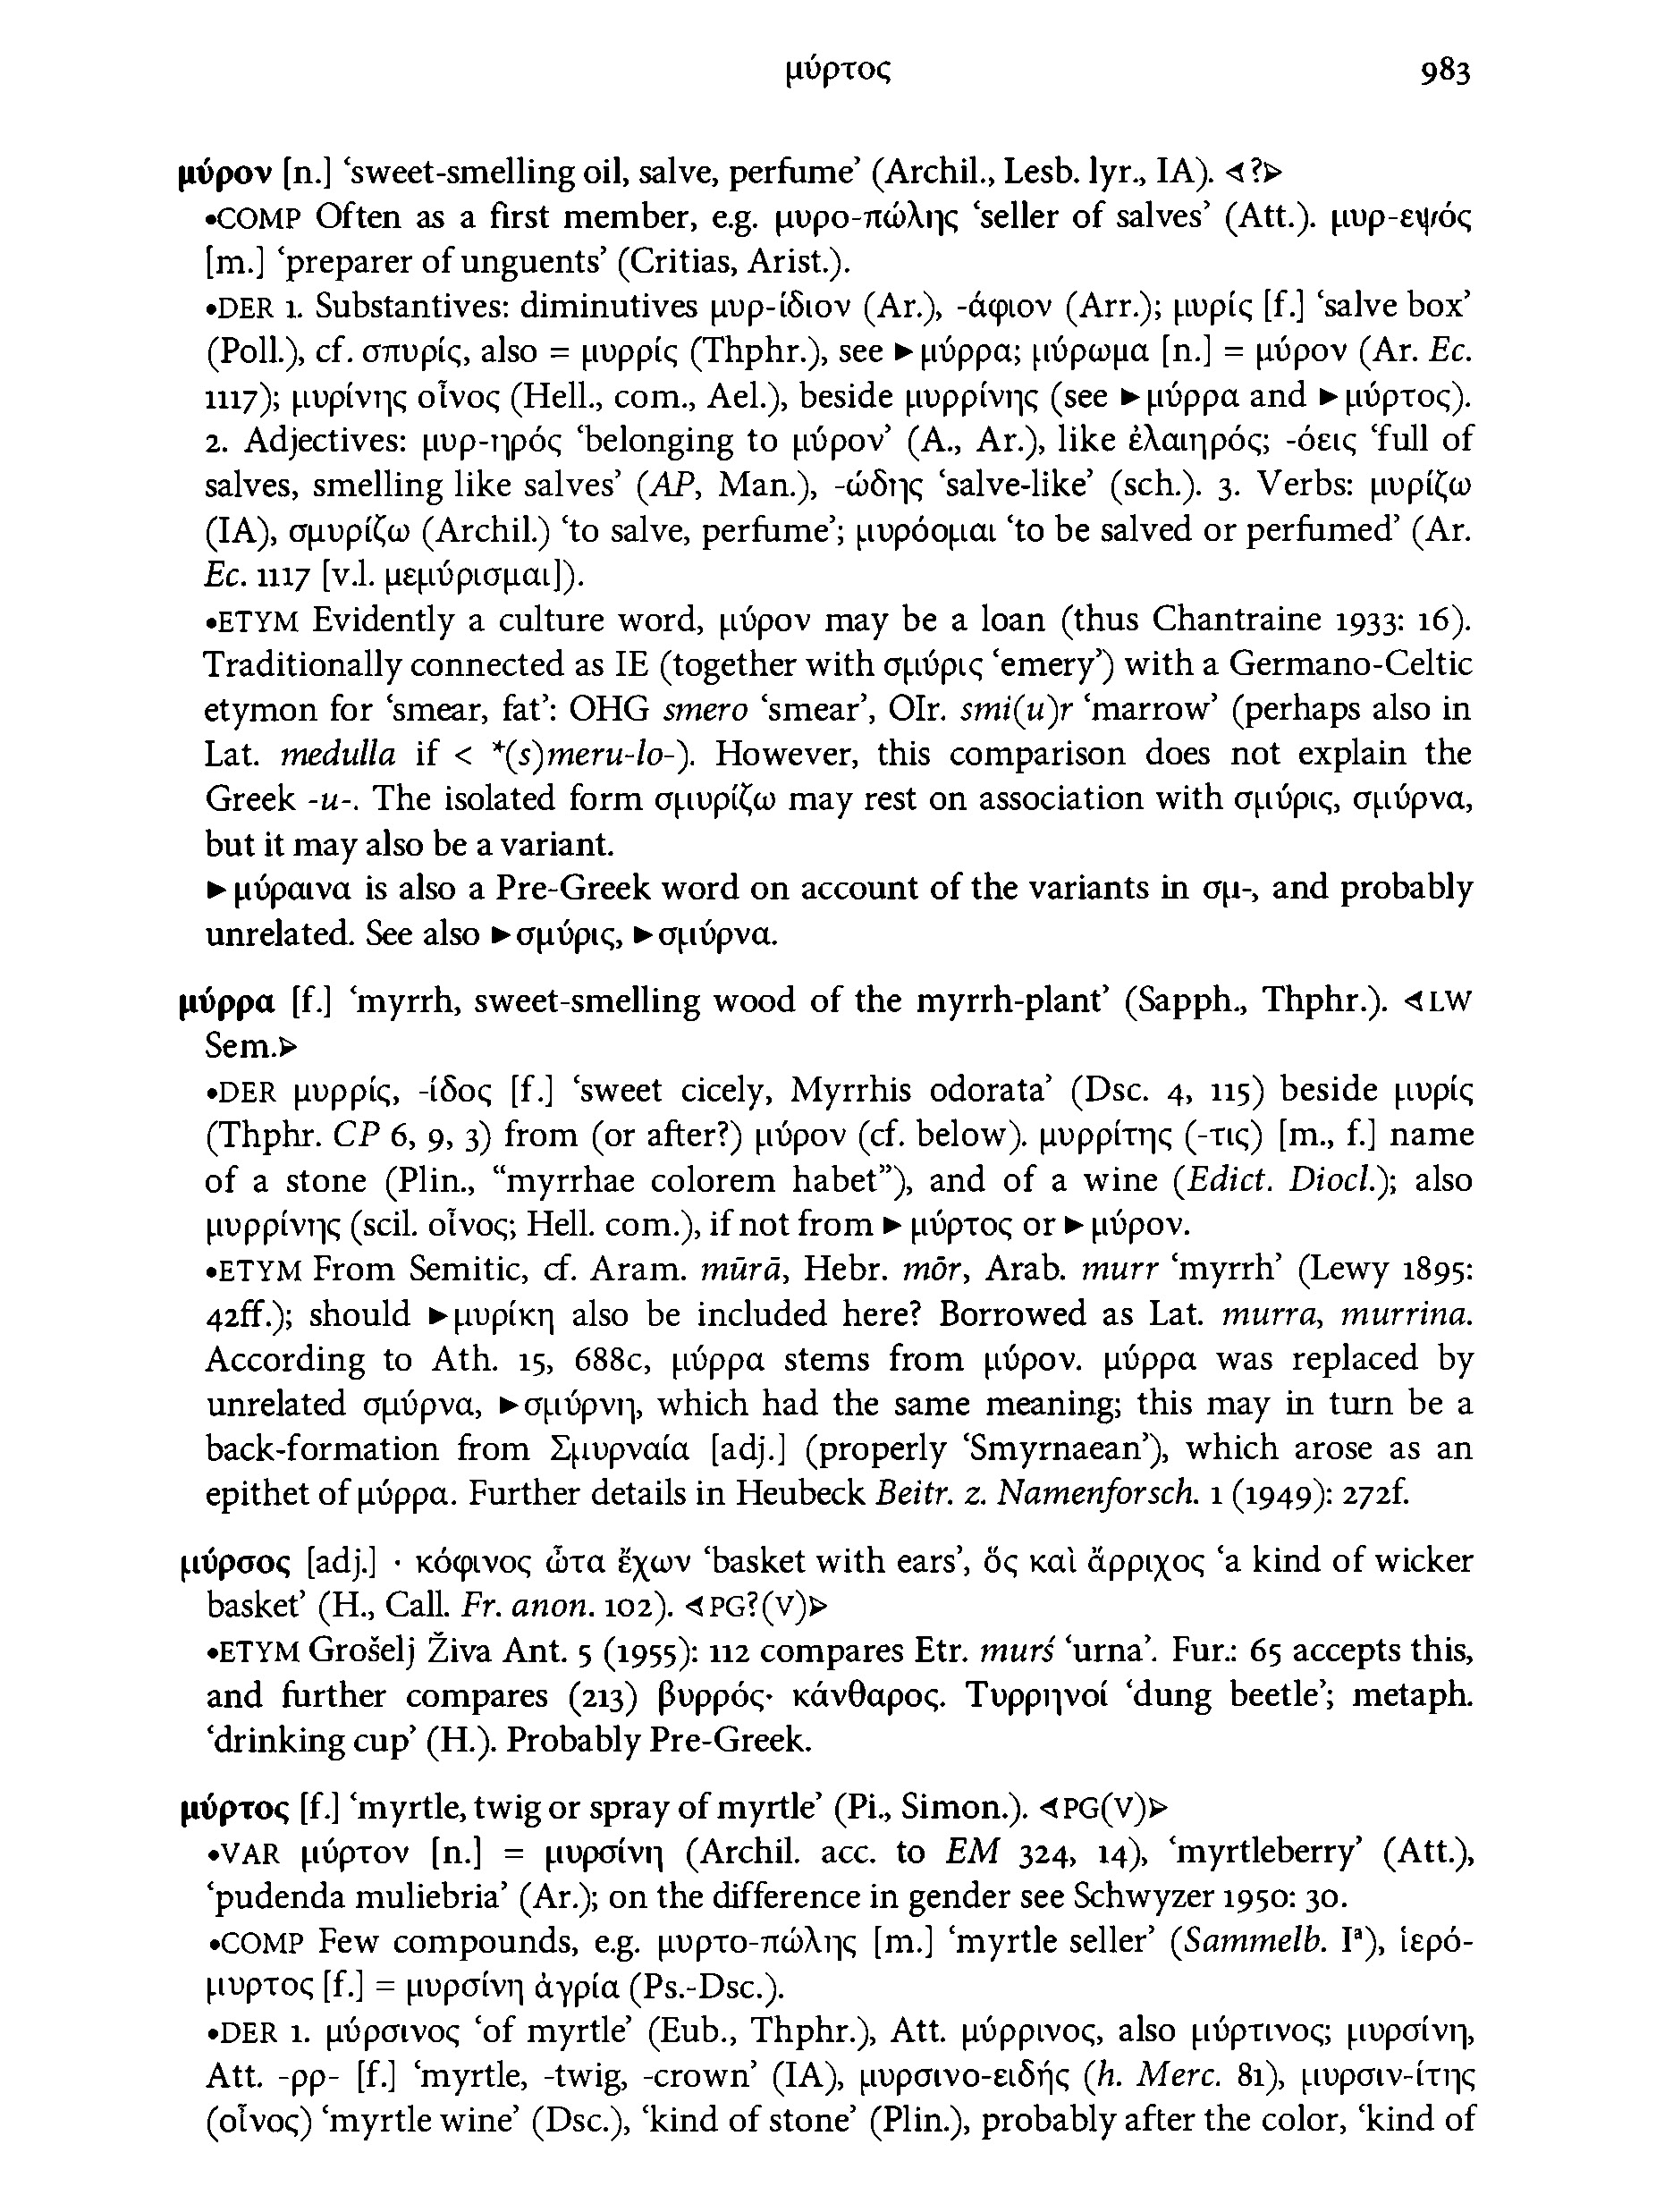 μύρτος 983
μύρον [n.] ‘sweet-smelling oil, salve, perfume’ (Archil., Lesb. lyr., IA). ⋖?⋗
•COMP Often as a first member, e.g. μυρο-πώλης ‘seller of salves’ (Att.). μυρ-εψός
[m.] ‘preparer of unguents’ (Critias, Arist.).
•DER 1. Substantives: diminutives μυρ-ίδιον (Ar.), -άφιον (Arr.); μυρίς [f.] ‘salve box’
(Poll.), cf. σπυρίς, also = μυρρίς (Thphr.), see ►μύρρα; μύρωμα [n.] = μύρον (Ar. Ec.
1117); μυρίνης οἶνος (Hell., com., Ael.), beside μυρρίνης (see ►μύρρα and ►μύρτος).
2. Adjectives: μυρ-ηρός ‘belonging to μύρον’ (A., Ar.), like ἐλαιηρός; -όεις ‘full of
salves, smelling like salves’ (AP, Man.), -ώδης ‘salve-like’ (sch.). 3. Verbs: μυρίζω
(IA), σμυρίζω (Archil.) ‘to salve, perfume’; μυρόομαι ‘to be salved or perfumed’ (Ar.
Ec. 1117 [v.l. μεμύρισμαι]).
•ETYM Evidently a culture word, μύρον may be a loan (thus Chantraine 1933: 16).
Traditionally connected as IE (together with σμύρις ‘emery’) with a Germano-Celtic
etymon for ‘smear, fat’: OHG smero ‘smear’, OIr. smi(u)r ‘marrow’ (perhaps also in
Lat. medulla if < *(s)meru-lo-). However, this comparison does not explain the
Greek -u-. The isolated form σμυρίζω may rest on association with σμύρις, σμύρνα,
but it may also be a variant.
►μύραινα is also a Pre-Greek word on account of the variants in σμ-, and probably
unrelated. See also ►σμύρις, ►σμύρνα.
μύρρα [f.] ‘myrrh, sweet-smelling wood of the myrrh-plant’ (Sapph., Thphr.). ⋖LW
Sem.⋗
•DER μυρρίς, -ίδος [f.] ‘sweet cicely, Myrrhis odorata’ (Dsc. 4, 115) beside μυρίς
(Thphr. CP 6, 9, 3) from (or after?) μύρον (cf. below). μυρρίτης (-τις) [m., f.] name
of a stone (Plin., “myrrhae colorem habet”), and of a wine (Edict. Diocl.); also
μυρρίνης (scil. οἶνος; Hell. com.), if not from ► μύρτος or ► μύρον.
•ETYM From Semitic, cf. Aram. mūrā, Hebr. mōr, Arab. murr ‘myrrh’ (Lewy 1895:
42ff.); should ►μυρίκη also be included here? Borrowed as Lat. murra, murrina.
According to Ath. 15, 688c, μύρρα stems from μύρον. μύρρα was replaced by
unrelated σμύρνα, ►σμύρνη, which had the same meaning; this may in turn be a
back-formation from Σμυρναία [adj.] (properly ‘Smyrnaean’), which arose as an
epithet of μύρρα. Further details in Heubeck Beitr. z. Namenforsch. 1 (1949): 272f.
μύρσος [adj.] · κόφινος ὦτα ἔχων ‘basket with ears’, ὅς καὶ ἄρριχος ‘a kind of wicker
basket’ (H., Call. Fr. anon. 102). ⋖PG?(V)⋗
•ETYM Grošelj Živa Ant. 5 (1955): 112 compares Etr. murś ‘urna’. Fur.: 65 accepts this,
and further compares (213) βυρρός· κάνθαρος. Τυρρηνοί ‘dung beetle’; metaph.
‘drinking cup’ (H.). Probably Pre-Greek.
μύρτος [f.] ‘myrtle, twig or spray of myrtle’ (Pi., Simon.). ⋖PG(V)⋗
•VAR μύρτον [n.] = μυρσίνη (Archil. acc. to EM 324, 14), ‘myrtleberry’ (Att.),
‘pudenda muliebria’ (Ar.); on the difference in gender see Schwyzer 1950: 30.
•COMP Few compounds, e.g. μυρτο-πώλης [m.] ‘myrtle seller’ (Sammelb. Iᵃ), ἱερό-
μυρτος [f.] = μυρσίνη ἀγρία (Ps.-Dsc.).
•DER 1. μύρσινος ‘of myrtle’ (Eub., Thphr.), Att. μύρρινος, also μύρτινος; μυρσίνη,
Att. -ρρ- [f.] ‘myrtle, -twig, -crown’ (IA), μυρσινο-ειδής (h. Merc. 81), μυρσιν-ίτης
(οἶνος) ‘myrtle wine’ (Dsc.), ‘kind of stone’ (Plin.), probably after the color, ‘kind of